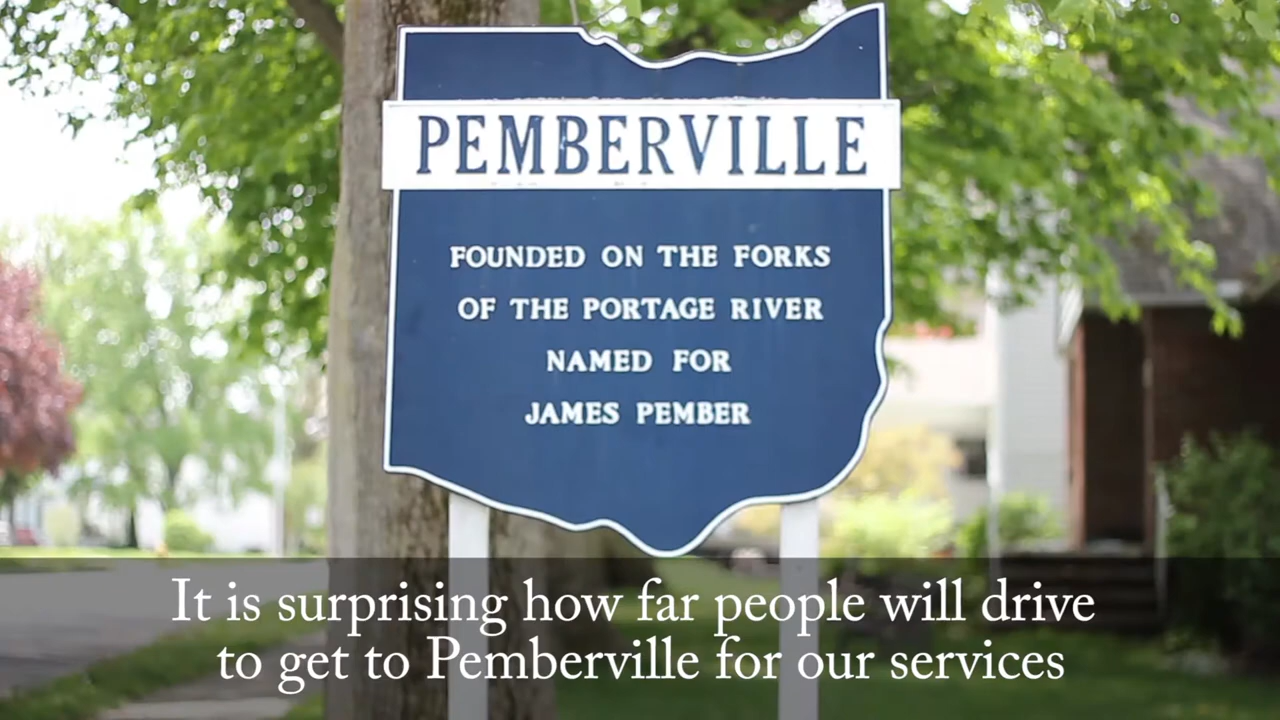 PEMBERVILLE
FOUNDED ON THE FORKS
OF THE PORTAGE RIVER
NAMED FOR
JAMES PEMBER
It is surprising how far people will drive
to get to Pemberville for our services